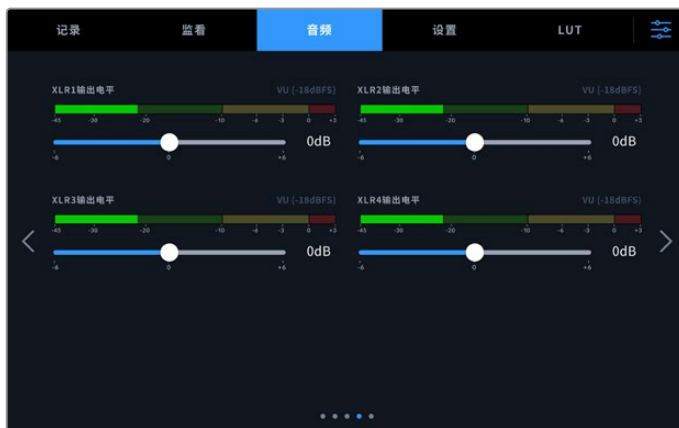 记录 监看 音频 设置 LUT
XLR1输出电平 VU (-18dBFS) XLR2输出电平 VU (-18dBFS)
-45 -30 -20 -10 -6 -3 0 +3 -45 -30 -20 -10 -6 -3 0 +3
0dB 0dB
-6 0 +6 -6 0 +6
XLR3输出电平 VU (-18dBFS) XLR4输出电平 VU (-18dBFS)
-45 -30 -20 -10 -6 -3 0 +3 -45 -30 -20 -10 -6 -3 0 +3
0dB 0dB
-6 0 +6 -6 0 +6